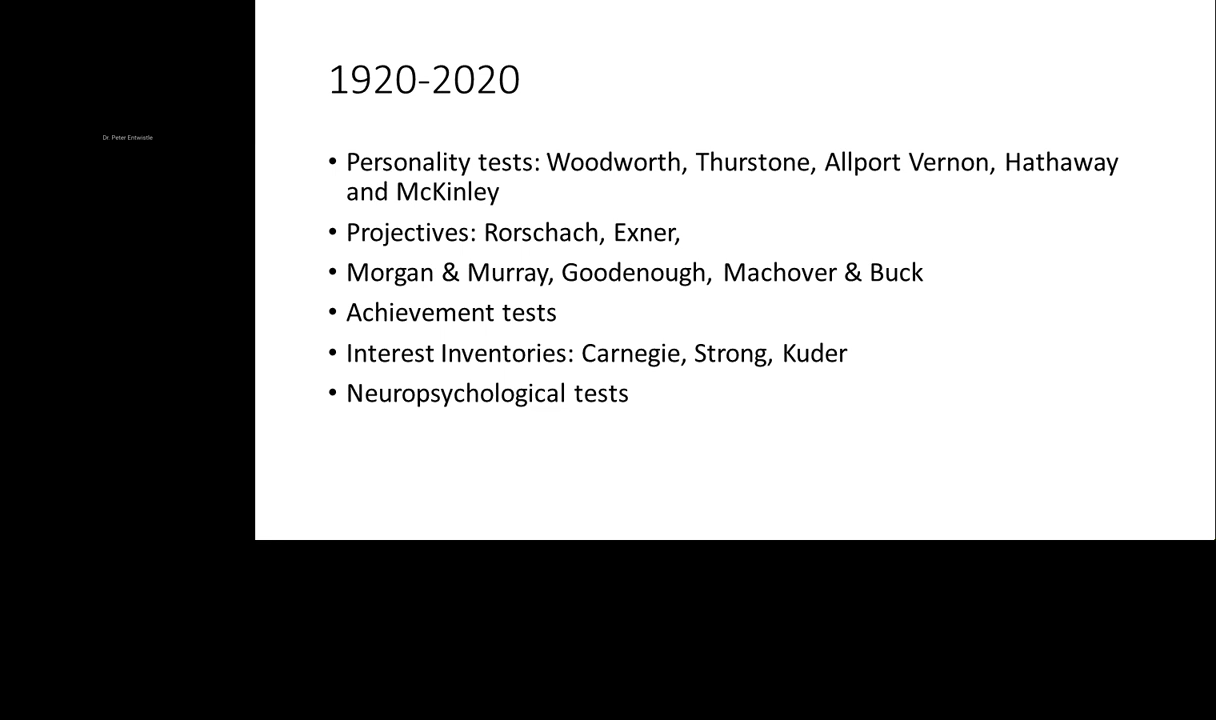 Dr. Peter Entwistle
1920-2020
• Personality tests: Woodworth, Thurstone, Allport Vernon, Hathaway
and McKinley
• Projectives: Rorschach, Exner,
• Morgan & Murray, Goodenough, Machover & Buck
• Achievement tests
• Interest Inventories: Carnegie, Strong, Kuder
• Neuropsychological tests